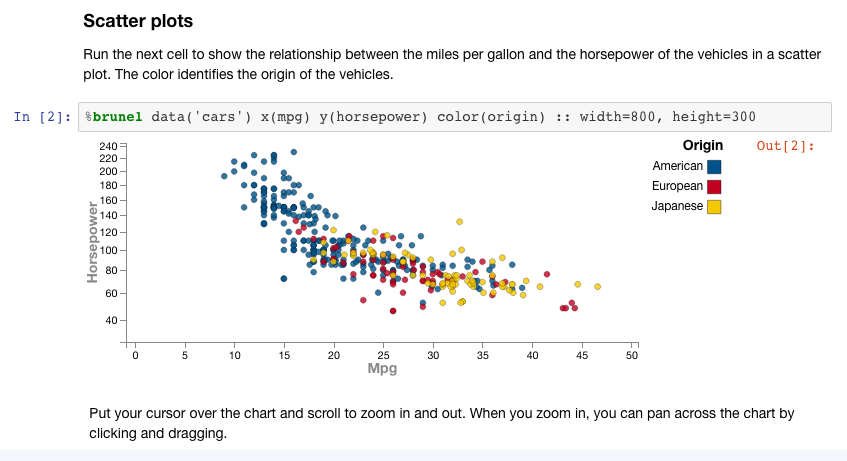 Scatter plots
Run the next cell to show the relationship between the miles per gallon and the horsepower of the vehicles in a scatter
plot. The color identifies the origin of the vehicles.
In [2]: %brunel data('cars') x(mpg) y(horsepower) color(origin) :: width=800, height=300
Origin
Out[2]:
American
European
Japanese
Horsepower
240
220
200
180
160
140
120
100
80
60
40
0 5 10 15 20 25 30 35 40 45 50
Mpg
Put your cursor over the chart and scroll to zoom in and out. When you zoom in, you can pan across the chart by
clicking and dragging.